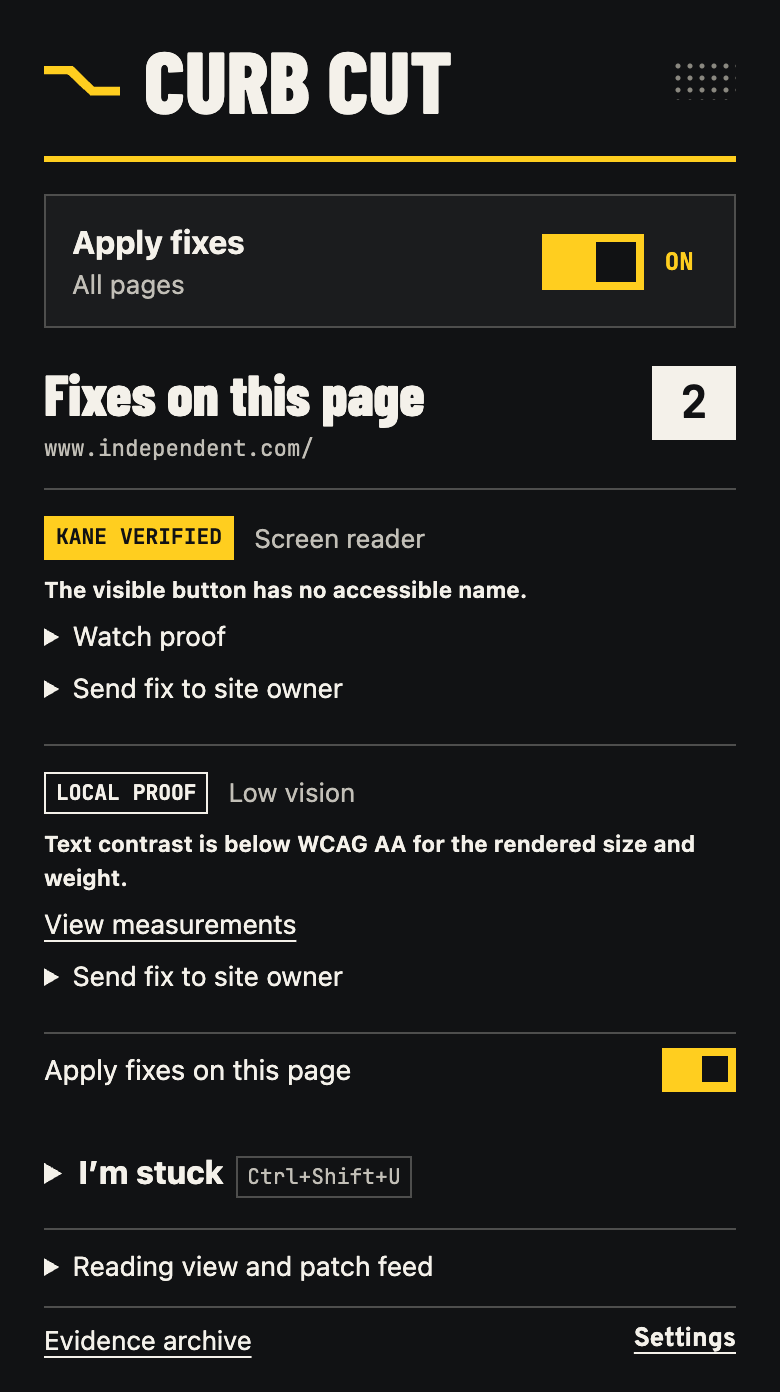 CURB CUT
Apply fixes
All pages
ON
Fixes on this page
2
www.independent.com/
KANE VERIFIED
Screen reader
The visible button has no accessible name.
Watch proof
Send fix to site owner
LOCAL PROOF
Low vision
Text contrast is below WCAG AA for the rendered size and
weight.
View measurements
Send fix to site owner
Apply fixes on this page
I’m stuck
Ctrl+Shift+U
Reading view and patch feed
Evidence archive
Settings